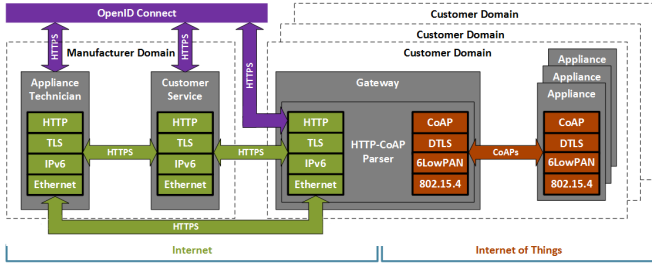 OpenID Connect
Customer Domain
Customer Domain
Manufacturer Domain
Customer Domain
HTTPS
HTTPS
HTTPS
Appliance
Technician
HTTP
TLS
IPv6
Ethernet
HTTPS
Customer
Service
HTTP
TLS
IPv6
Ethernet
HTTPS
Gateway
HTTP
TLS
IPv6
Ethernet
HTTP-CoAP
Parser
CoAP
DTLS
6LowPAN
802.15.4
CoAPs
Appliance
Appliance
Appliance
CoAP
DTLS
6LowPAN
802.15.4
HTTPS
Internet
Internet of Things